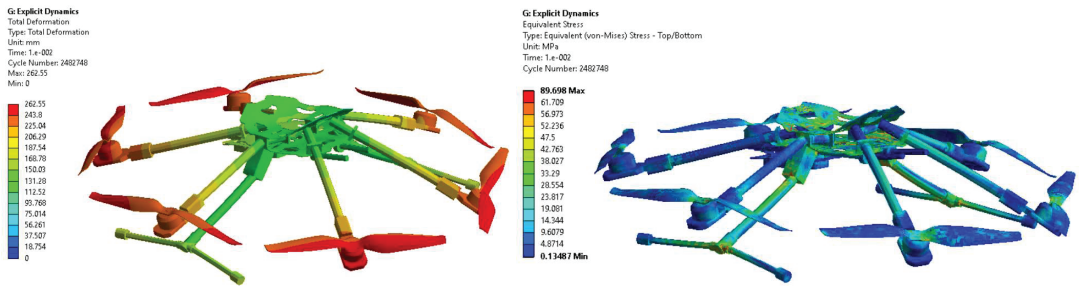 G: Explicit Dynamics
Total Deformation
Type: Total Deformation
Unit: mm
Time: 1.e-002
Cycle Number: 2482748
Max: 262.55
Min: 0
262.55
243.8
225.04
206.29
187.54
168.78
150.03
131.28
112.52
93.768
75.014
56.261
37.507
18.754
0
G: Explicit Dynamics
Equivalent Stress
Type: Equivalent (von-Mises) Stress - Top/Bottom
Unit: MPa
Time: 1.e-002
Cycle Number: 2482748
89.698 Max
61.709
56.973
52.236
47.5
42.763
38.027
33.29
28.554
23.817
19.081
14.344
9.6079
4.8714
0.13487 Min